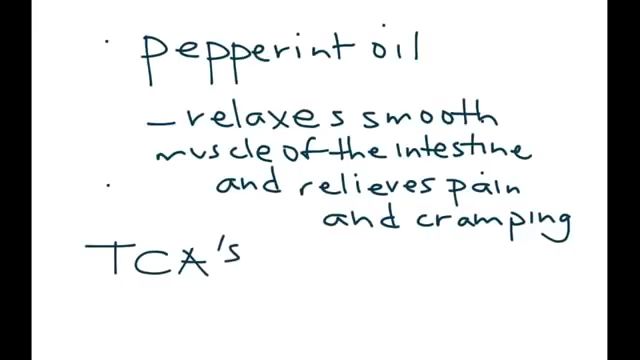 pepperint oil
- relaxes smooth
muscle of the intestine
and relieves pain
and cramping
TCA's